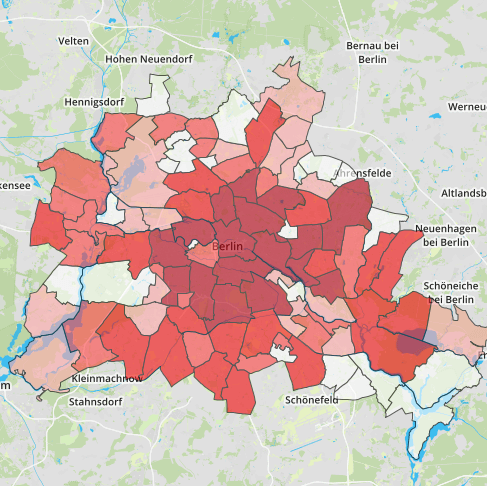 Velten
Bernau bei
Berlin
Hohen Neuendorf
Hennigsdorf
Werneu
Ahrensfelde
kensee
Altlandsb
Neuenhagen
bei Berlin
Berlin
Schöneiche
bei Berlin
Kleinmachnow
Stahnsdorf
Schönefeld